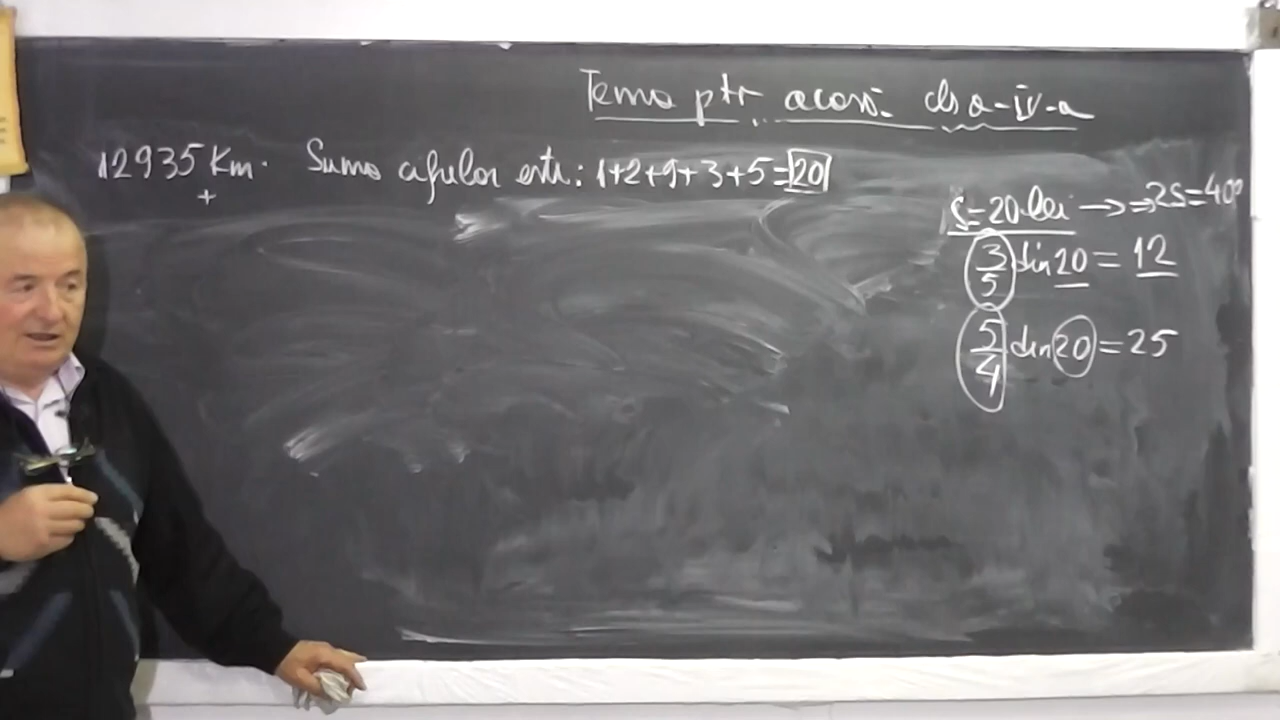 Tema ptr acasă cls a-IV-a
12935 Km. Suma cifrelor este: 1+2+9+3+5=20
+
S=20 lei → ⇒2S=40
3/5 din 20 = 12
5/4 din 20 = 25